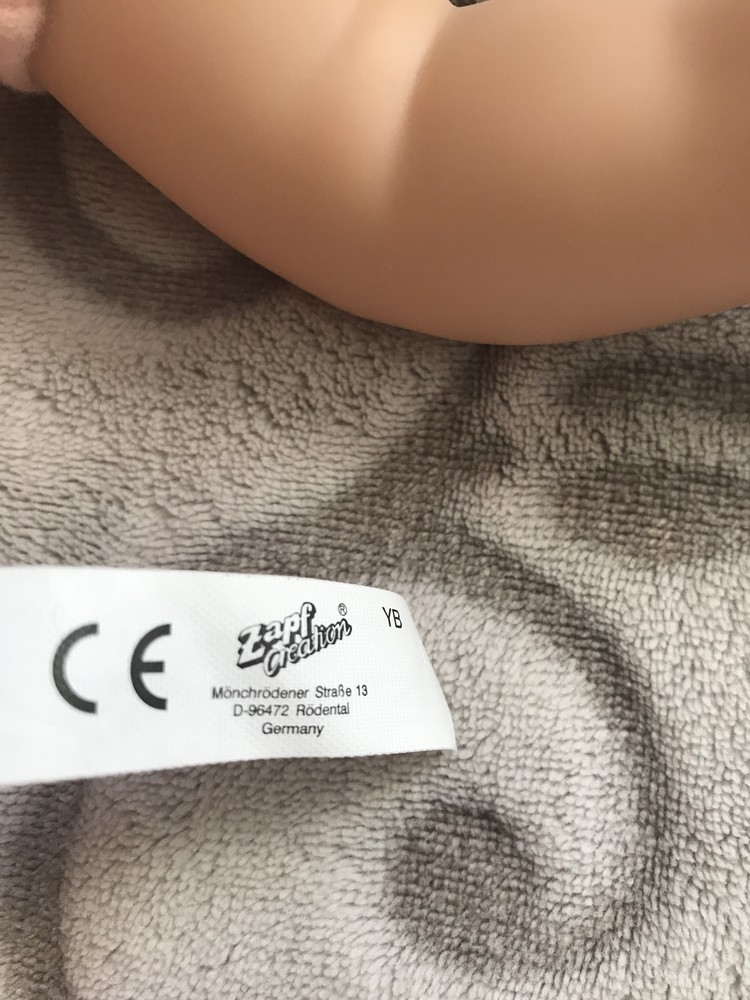 CE
Zapf
Creation®
YB
Mönchrödener Straße 13
D-96472 Rödental
Germany